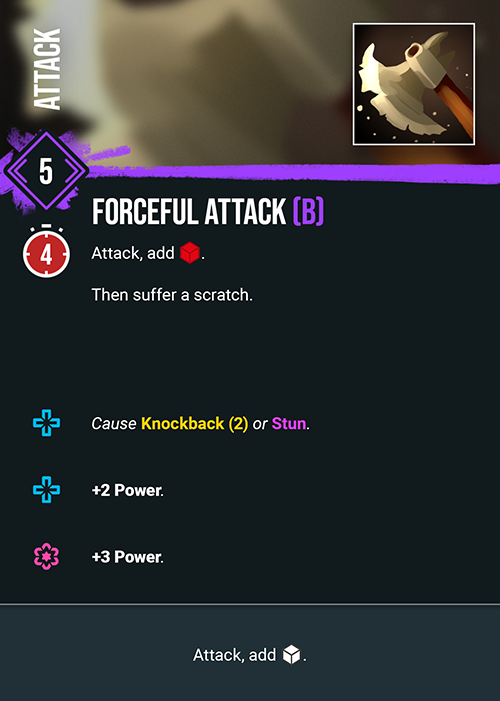 ATTACK
5
FORCEFUL ATTACK (B)
4
Attack, add .
Then suffer a scratch.
Cause Knockback (2) or Stun.
+2 Power.
+3 Power.
Attack, add .